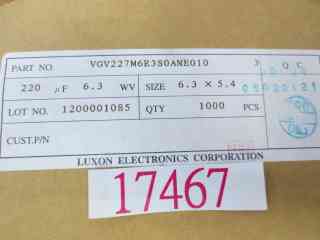 PART NO. VGV227M6E3S0ANE010
220 μF 6.3 WV SIZE 6.3 × 5.4
LOT NO. 1200001085 QTY 1000 PCS
CUST.P/N
LUXON ELECTRONICS CORPORATION
17467